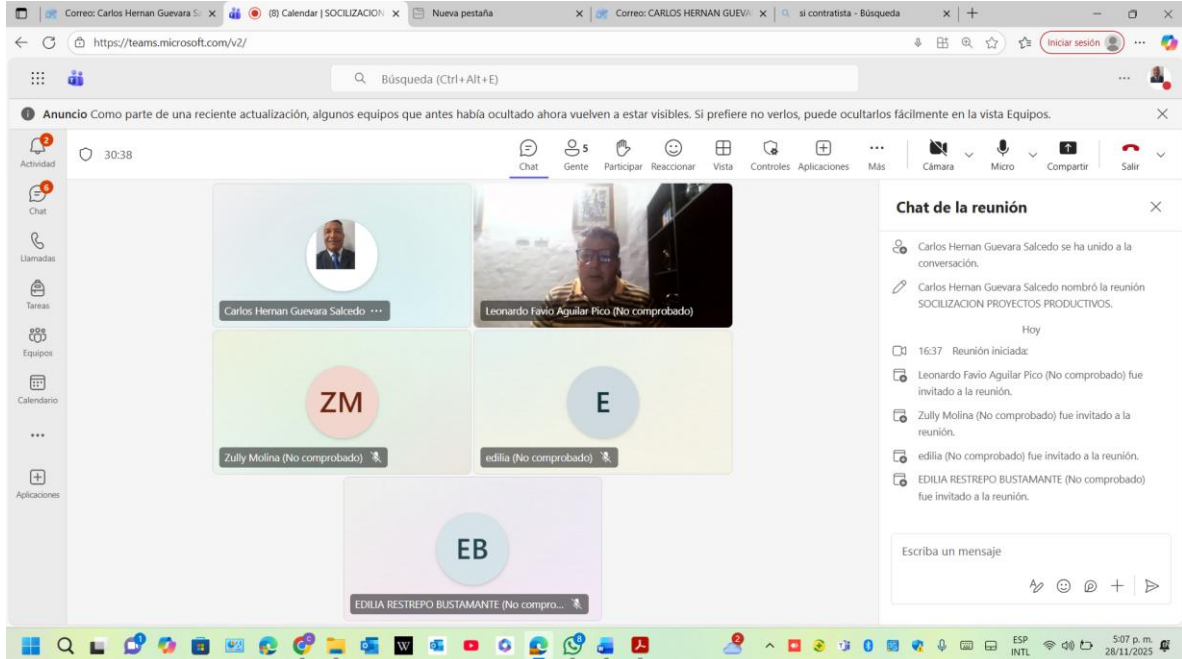 Correo: Carlos Hernan Guevara Sa
(8) Calendar | SOCILIZACION
Nueva pestaña
Correo: CARLOS HERNAN GUEVA
si contratista - Búsqueda
https://teams.microsoft.com/v2/
Iniciar sesión
Búsqueda (Ctrl+Alt+E)
Anuncio Como parte de una reciente actualización, algunos equipos que antes había ocultado ahora vuelven a estar visibles. Si prefiere no verlos, puede ocultarlos fácilmente en la vista Equipos.
2
Actividad
6
Chat
Llamadas
Tareas
Equipos
Calendario
Aplicaciones
30:38
Chat
5
Gente
Participar
Reaccionar
Vista
Controles
Aplicaciones
Más
Cámara
Micro
Compartir
Salir
Carlos Hernan Guevara Salcedo
Leonardo Favio Aguilar Pico (No comprobado)
ZM
Zully Molina (No comprobado)
E
edilia (No comprobado)
EB
EDILIA RESTREPO BUSTAMANTE (No compro...
Chat de la reunión
Carlos Hernan Guevara Salcedo se ha unido a la
conversación.
Carlos Hernan Guevara Salcedo nombró la reunión
SOCILIZACION PROYECTOS PRODUCTIVOS.
Hoy
16:37 Reunión iniciada:
Leonardo Favio Aguilar Pico (No comprobado) fue
invitado a la reunión.
Zully Molina (No comprobado) fue invitado a la
reunión.
edilia (No comprobado) fue invitado a la reunión.
EDILIA RESTREPO BUSTAMANTE (No comprobado)
fue invitado a la reunión.
Escriba un mensaje
ESP
INTL
5:07 p. m.
28/11/2025